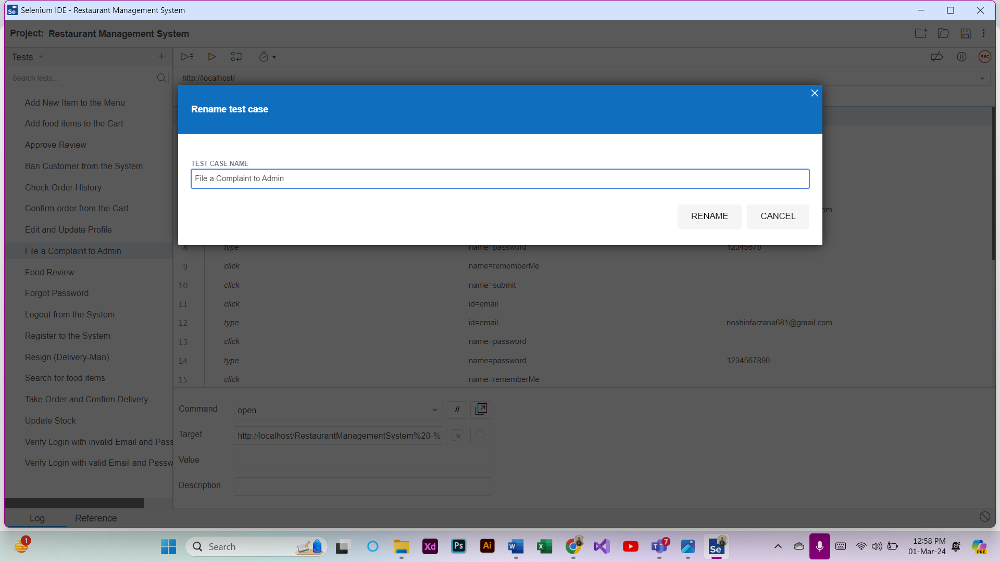 Selenium IDE - Restaurant Management System
Project: Restaurant Management System
Tests
REC
Search tests...
http://localhost/
Add New Item to the Menu
Add food items to the Cart
Approve Review
Ban Customer from the System
Check Order History
Confirm order from the Cart
Edit and Update Profile
File a Complaint to Admin
Food Review
Forgot Password
Logout from the System
Register to the System
Resign (Delivery-Man)
Search for food items
Take Order and Confirm Delivery
Update Stock
Verify Login with invalid Email and Pass
Verify Login with valid Email and Passw
Rename test case
TEST CASE NAME
File a Complaint to Admin
RENAME CANCEL
om
8 type name=password 12345678
9 click name=rememberMe
10 click name=submit
11 click id=email
12 type id=email noshinfarzana681@gmail.com
13 click name=password
14 type name=password 1234567890
15 click name=rememberMe
Command open //
Target http://localhost/RestaurantManagementSystem%20-%
Value
Description
Log Reference
1
Search
Xd
Ps
Ai
7
Se
12:58 PM
01-Mar-24
PRE